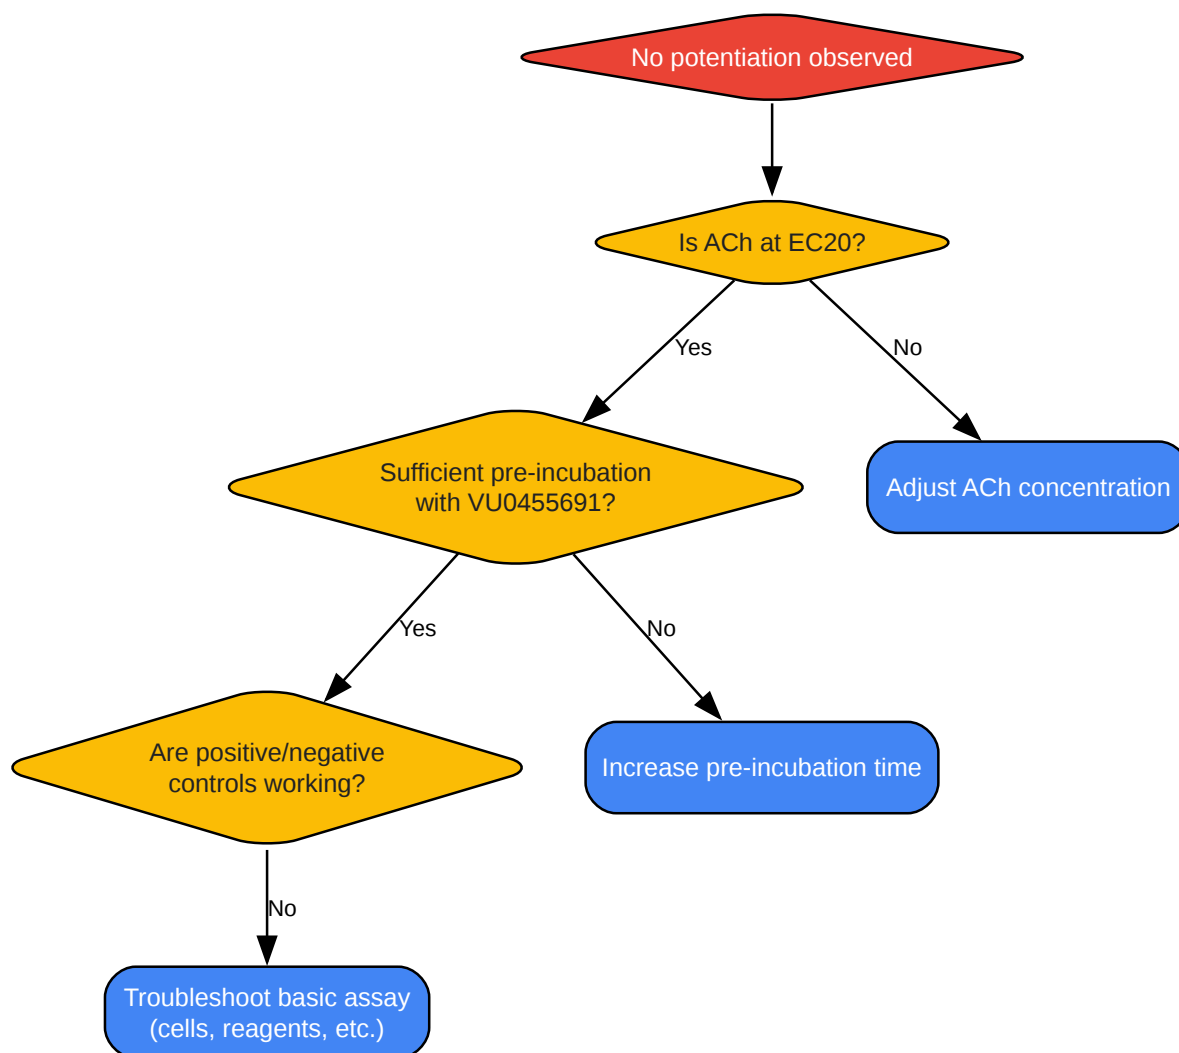 No potentiation observed
Is ACh at EC20?
Yes
No
Sufficient pre-incubation
with VU0455691?
Adjust ACh concentration
Yes
No
Are positive/negative
controls working?
Increase pre-incubation time
No
Troubleshoot basic assay
(cells, reagents, etc.)